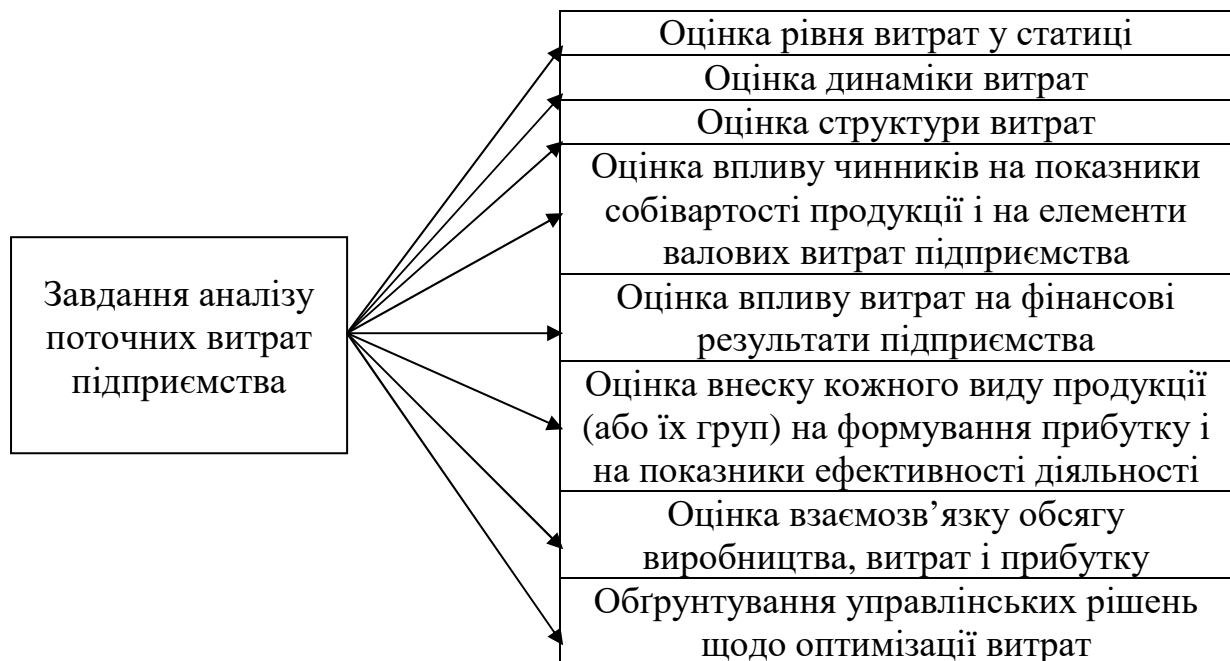 Завдання аналізу
поточних витрат
підприємства
Оцінка рівня витрат у статиці
Оцінка динаміки витрат
Оцінка структури витрат
Оцінка впливу чинників на показники
собівартості продукції і на елементи
валових витрат підприємства
Оцінка впливу витрат на фінансові
результати підприємства
Оцінка внеску кожного виду продукції
(або їх груп) на формування прибутку і
на показники ефективності діяльності
Оцінка взаємозв’язку обсягу
виробництва, витрат і прибутку
Обґрунтування управлінських рішень
щодо оптимізації витрат